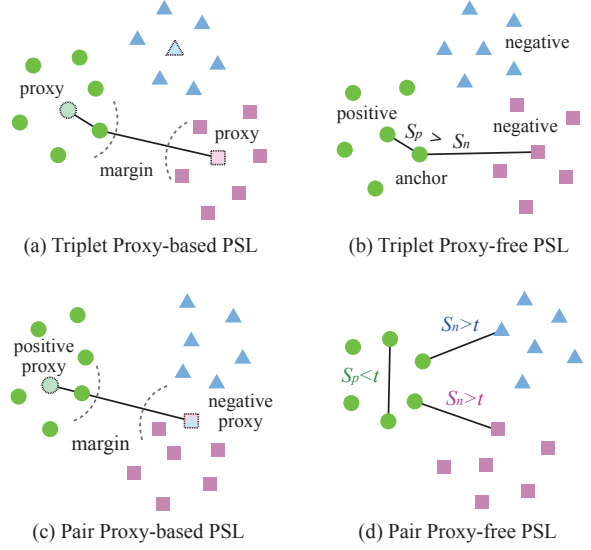 proxy
proxy
margin
(a) Triplet Proxy-based PSL
negative
positive
negative
Sp > Sn
anchor
(b) Triplet Proxy-free PSL
positive
proxy
negative
proxy
margin
(c) Pair Proxy-based PSL
Sn>t
Sp<t
Sn>t
(d) Pair Proxy-free PSL